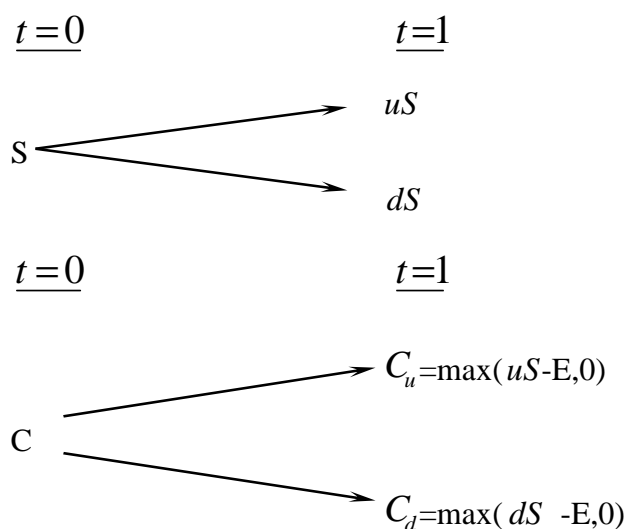 t=0 t=1
uS
S
dS
t=0 t=1
C_u=max(uS-E,0)
C
C_d=max(dS -E,0)